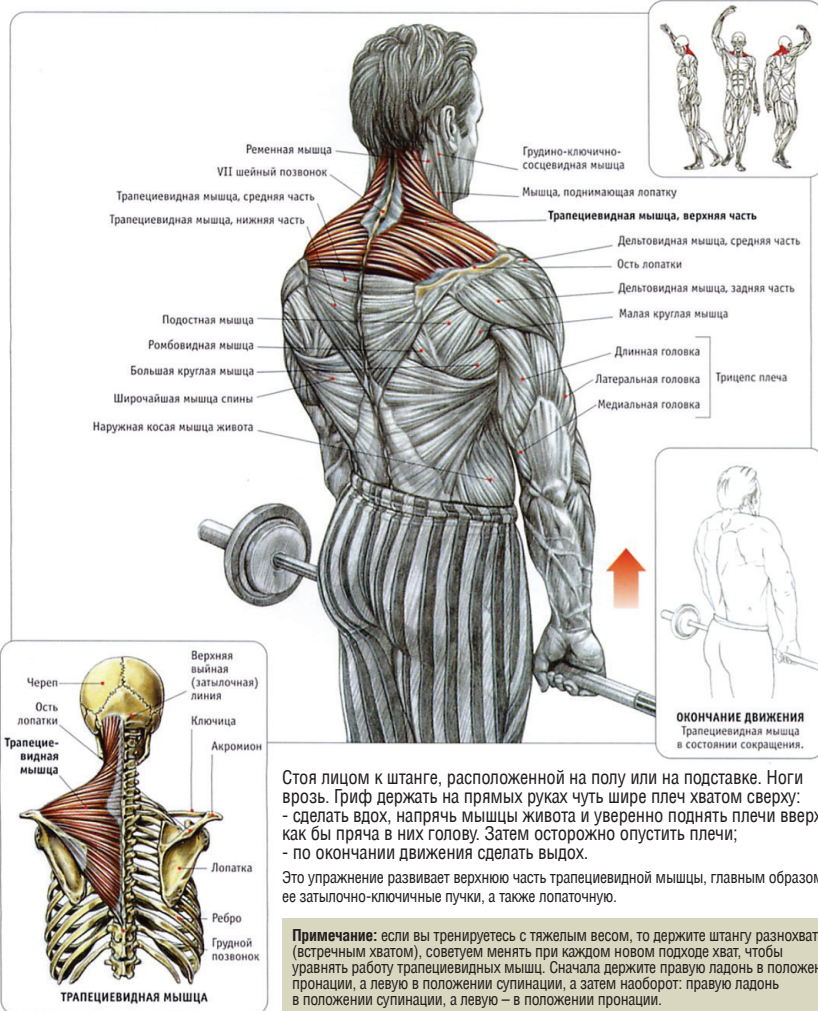 Ременная мышца
VII шейный позвонок
Трапециевидная мышца, средняя часть
Трапециевидная мышца, нижняя часть
Подостная мышца
Ромбовидная мышца
Большая круглая мышца
Широчайшая мышца спины
Наружная косая мышца живота
Грудино-ключично-
сосцевидная мышца
Мышца, поднимающая лопатку
Трапециевидная мышца, верхняя часть
Дельтовидная мышца, средняя часть
Ость лопатки
Дельтовидная мышца, задняя часть
Малая круглая мышца
Длинная головка
Латеральная головка
Трицепс плеча
Медиальная головка
ОКОНЧАНИЕ ДВИЖЕНИЯ
Трапециевидная мышца
в состоянии сокращения.
Череп
Ость
лопатки
Трапецие-
видная
мышца
Верхняя
выйная
(затылочная)
линия
Ключица
Акромион
Лопатка
Ребро
Грудной
позвонок
ТРАПЕЦИЕВИДНАЯ МЫШЦА
Стоя лицом к штанге, расположенной на полу или на подставке. Ноги
врозь. Гриф держать на прямых руках чуть шире плеч хватом сверху:
- сделать вдох, напрячь мышцы живота и уверенно поднять плечи вверх
как бы пряча в них голову. Затем осторожно опустить плечи;
- по окончании движения сделать выдох.
Это упражнение развивает верхнюю часть трапециевидной мышцы, главным образом
ее затылочно-ключичные пучки, а также лопаточную.
Примечание: если вы тренируетесь с тяжелым весом, то держите штангу разнохват
(встречным хватом), советуем менять при каждом новом подходе хват, чтобы
уравнять работу трапециевидных мышц. Сначала держите правую ладонь в положен
пронации, а левую в положении супинации, а затем наоборот: правую ладонь
в положении супинации, а левую – в положении пронации.